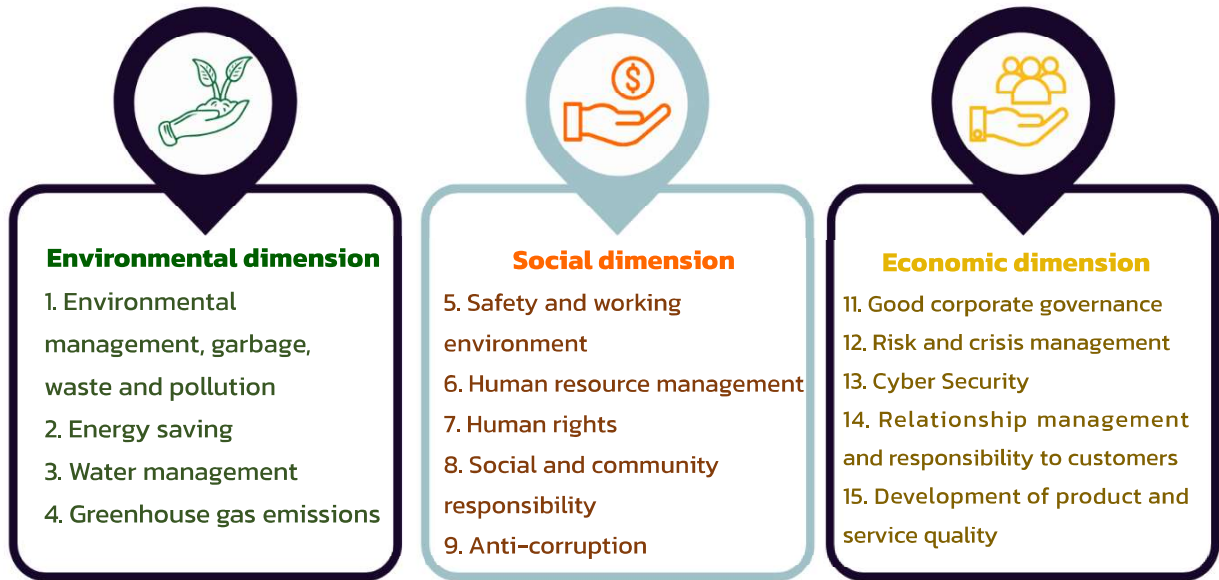 Environmental dimension
1. Environmental
management, garbage,
waste and pollution
2. Energy saving
3. Water management
4. Greenhouse gas emissions
Social dimension
5. Safety and working
environment
6. Human resource management
7. Human rights
8. Social and community
responsibility
9. Anti-corruption
Economic dimension
11. Good corporate governance
12. Risk and crisis management
13. Cyber Security
14. Relationship management
and responsibility to customers
15. Development of product and
service quality